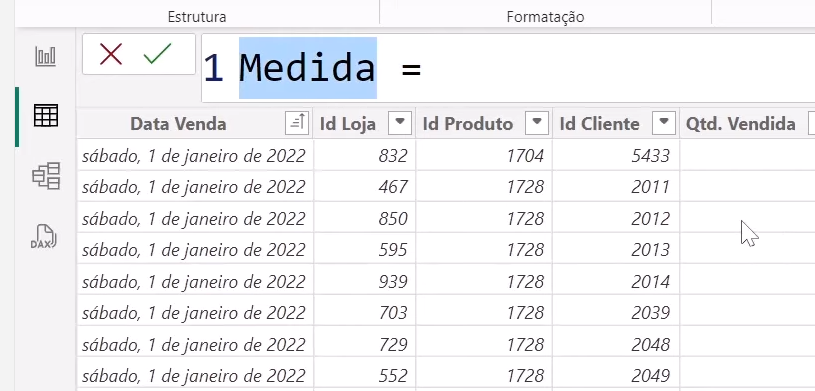 Estrutura Formatação
1 Medida =
Data Venda Id Loja Id Produto Id Cliente Qtd. Vendida
sábado, 1 de janeiro de 2022 832 1704 5433
sábado, 1 de janeiro de 2022 467 1728 2011
sábado, 1 de janeiro de 2022 850 1728 2012
sábado, 1 de janeiro de 2022 595 1728 2013
sábado, 1 de janeiro de 2022 939 1728 2014
sábado, 1 de janeiro de 2022 703 1728 2039
sábado, 1 de janeiro de 2022 729 1728 2048
sábado, 1 de janeiro de 2022 552 1728 2049
DAX